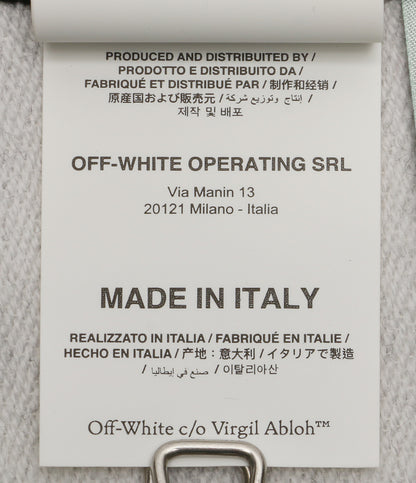 PRODUCED AND DISTRIBUITED BY /
PRODOTTO E DISTRIBUITO DA /
FABRIQUÉ ET DISTRIBUÉ PAR / 制作和经销 /
原産国および販売元 / إنتاج وتوزيع شركة /
제작 및 배포
OFF-WHITE OPERATING SRL
Via Manin 13
20121 Milano - Italia
MADE IN ITALY
REALIZZATO IN ITALIA / FABRIQUÉ EN ITALIE /
HECHO EN ITALIA / 产地：意大利 / イタリアで製造
/ صنع في إيطاليا / 이탈리아산
Off-White c/o Virgil Abloh™